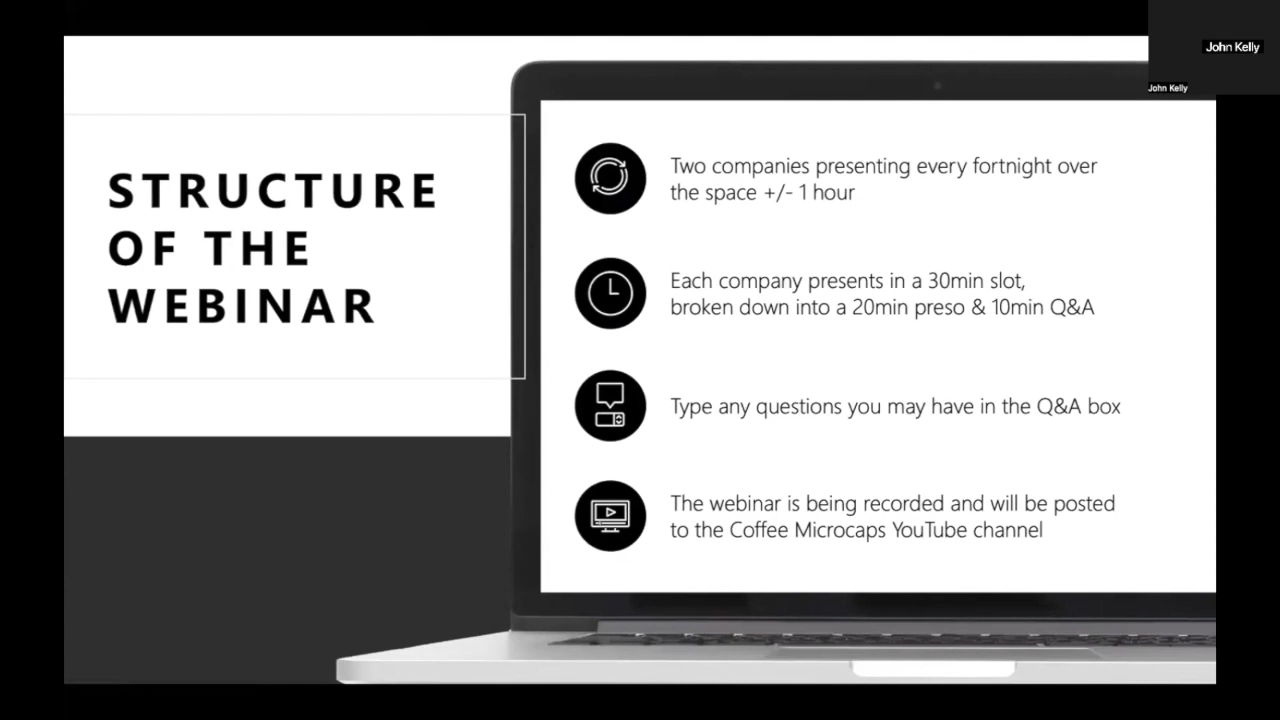 John Kelly
John Kelly
STRUCTURE
OF THE
WEBINAR
Two companies presenting every fortnight over
the space +/- 1 hour
Each company presents in a 30min slot,
broken down into a 20min preso & 10min Q&A
Type any questions you may have in the Q&A box
The webinar is being recorded and will be posted
to the Coffee Microcaps YouTube channel